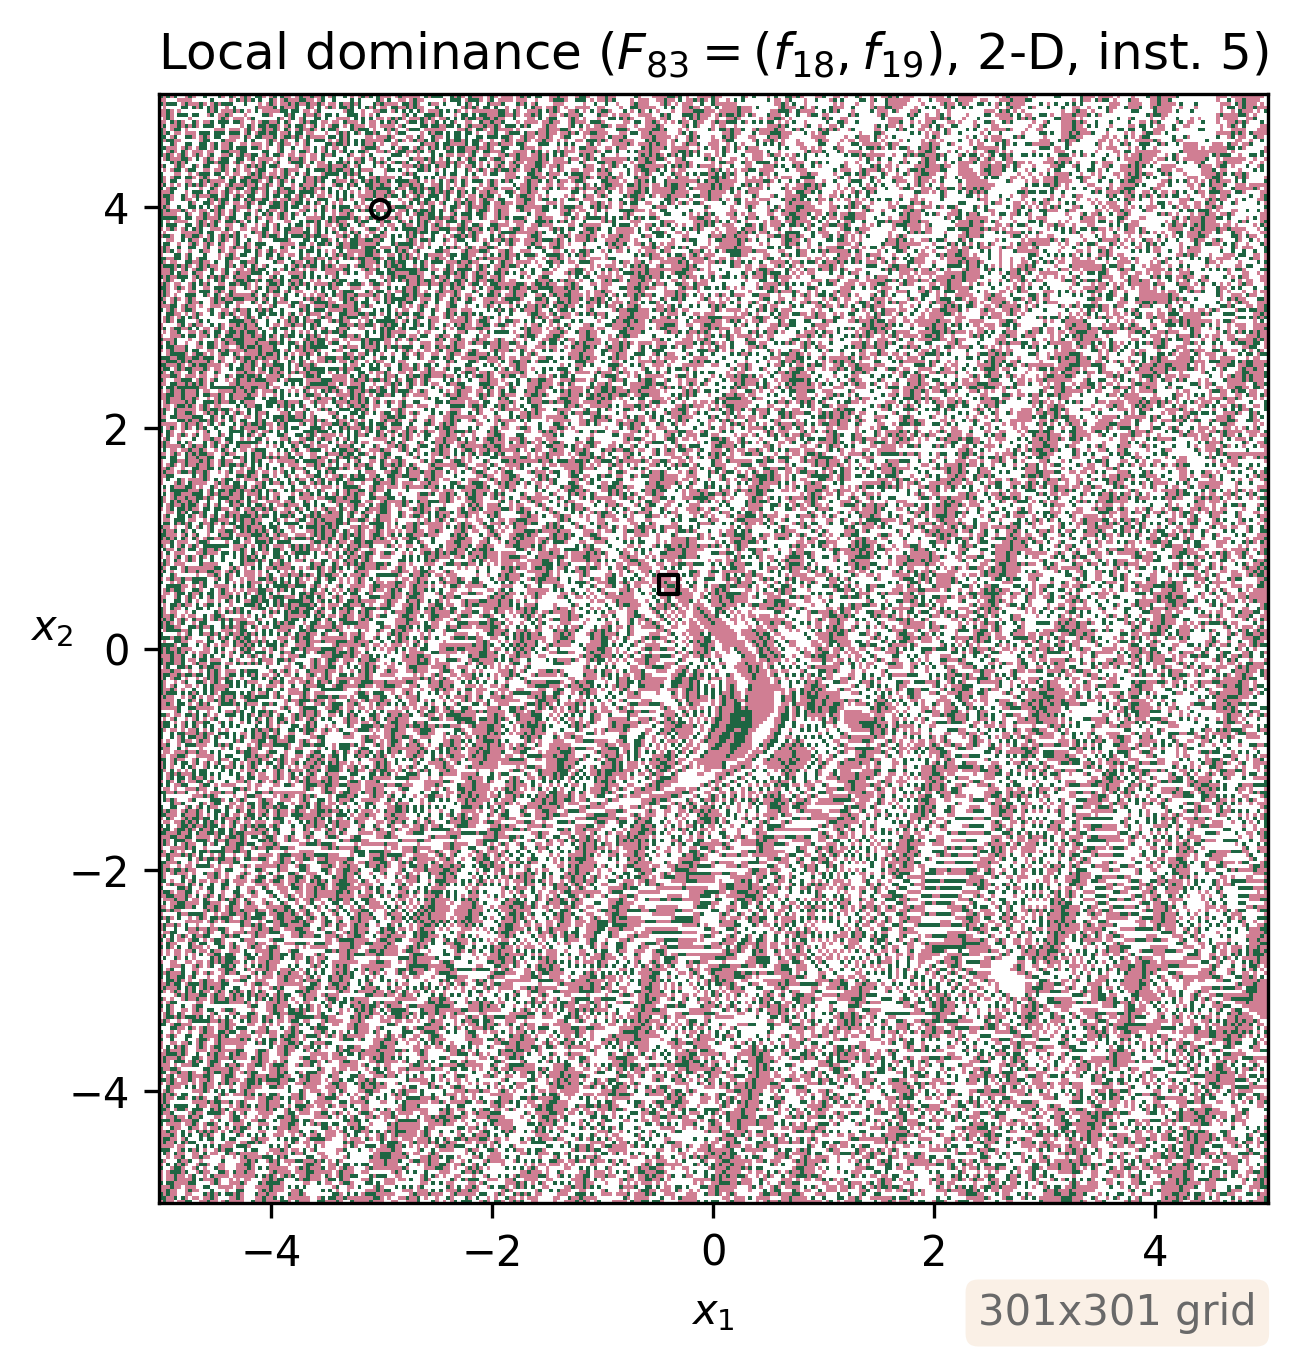 Local dominance (F₈₃ = (f₁₈, f₁₉), 2-D, inst. 5)
4
2
0
−2
−4
x₂
−4 −2 0 2 4
x₁
301x301 grid